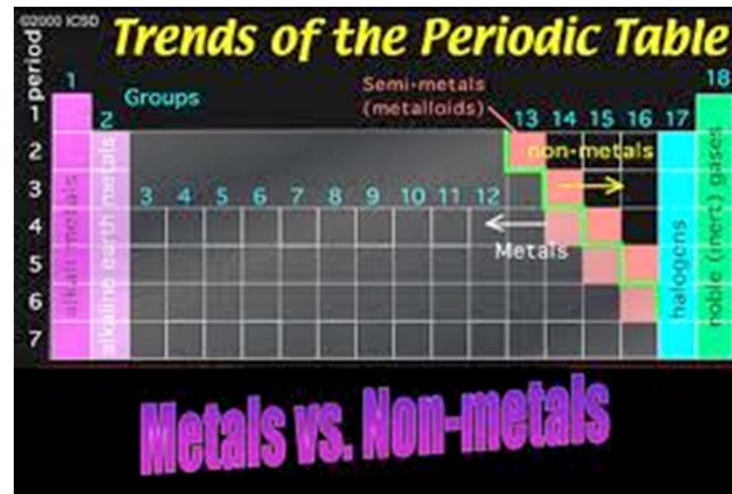 ©2000 ICSD
Trends of the Periodic Table
period
1
18
Groups
Semi-metals
(metalloids)
1
2
13 14 15 16 17
2
non-metals
3
3 4 5 6 7 8 9 10 11 12
4
Metals
5
6
7
alkali metals
alkaline earth metals
halogens
noble (inert) gases
Metals vs. Non-metals